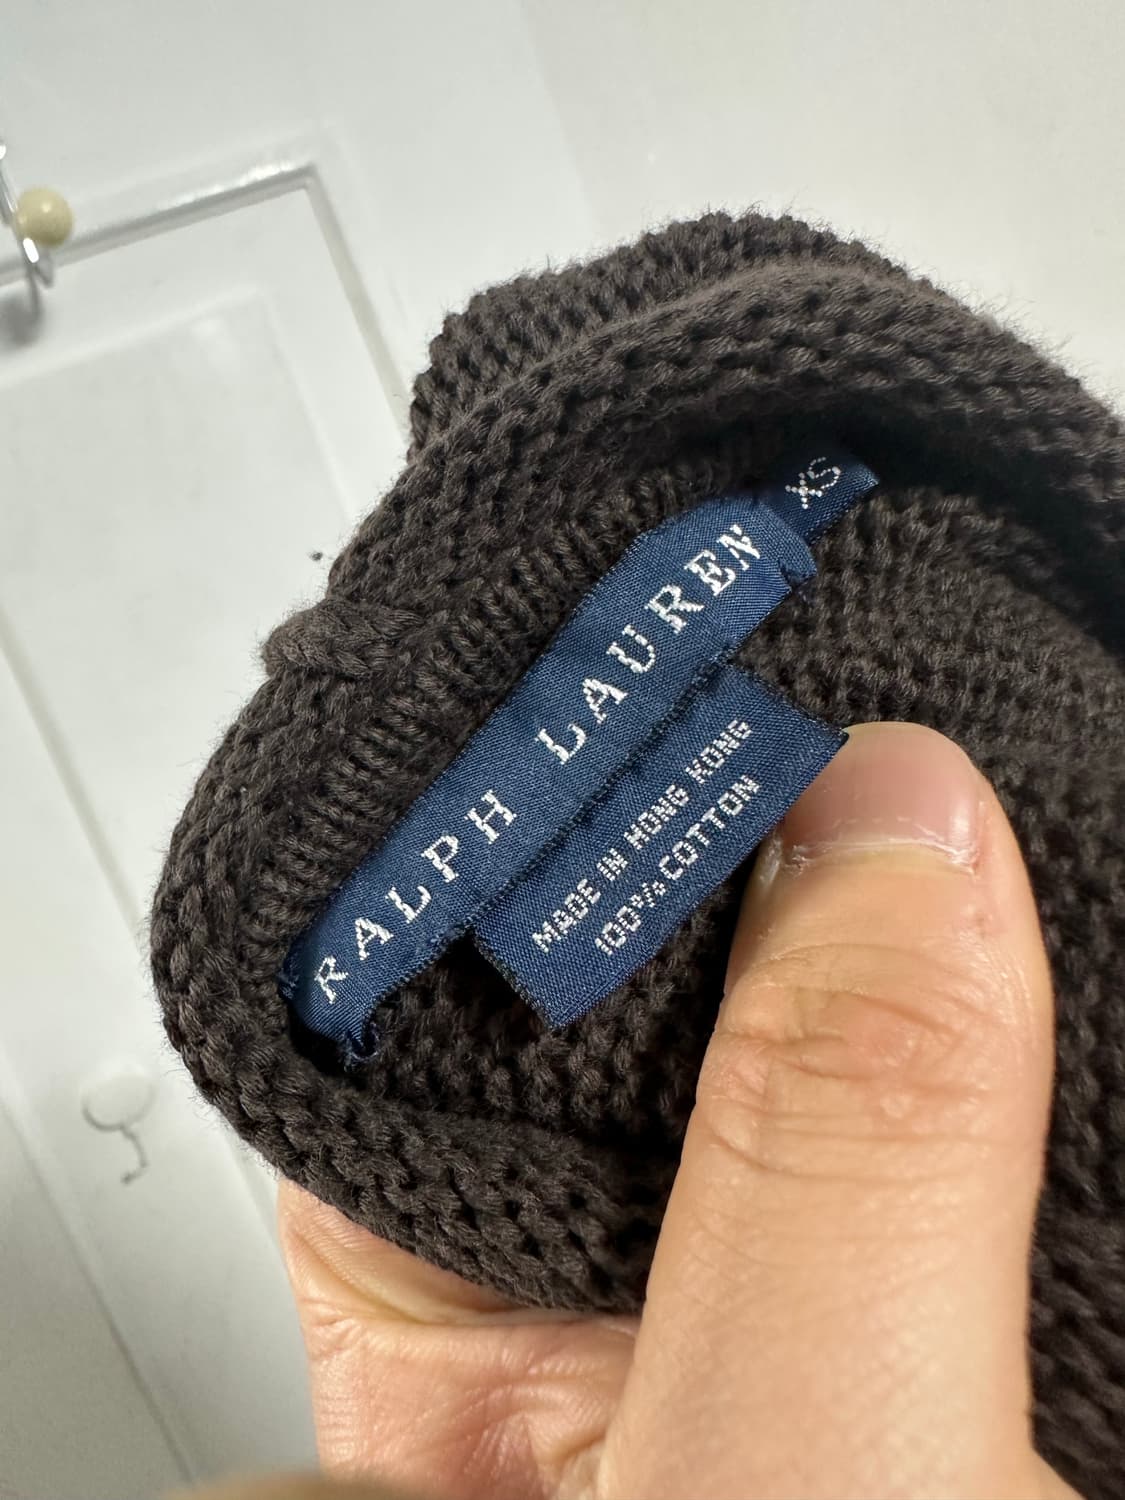 XS
RALPH LAUREN
MADE IN HONG KONG
100% COTTON